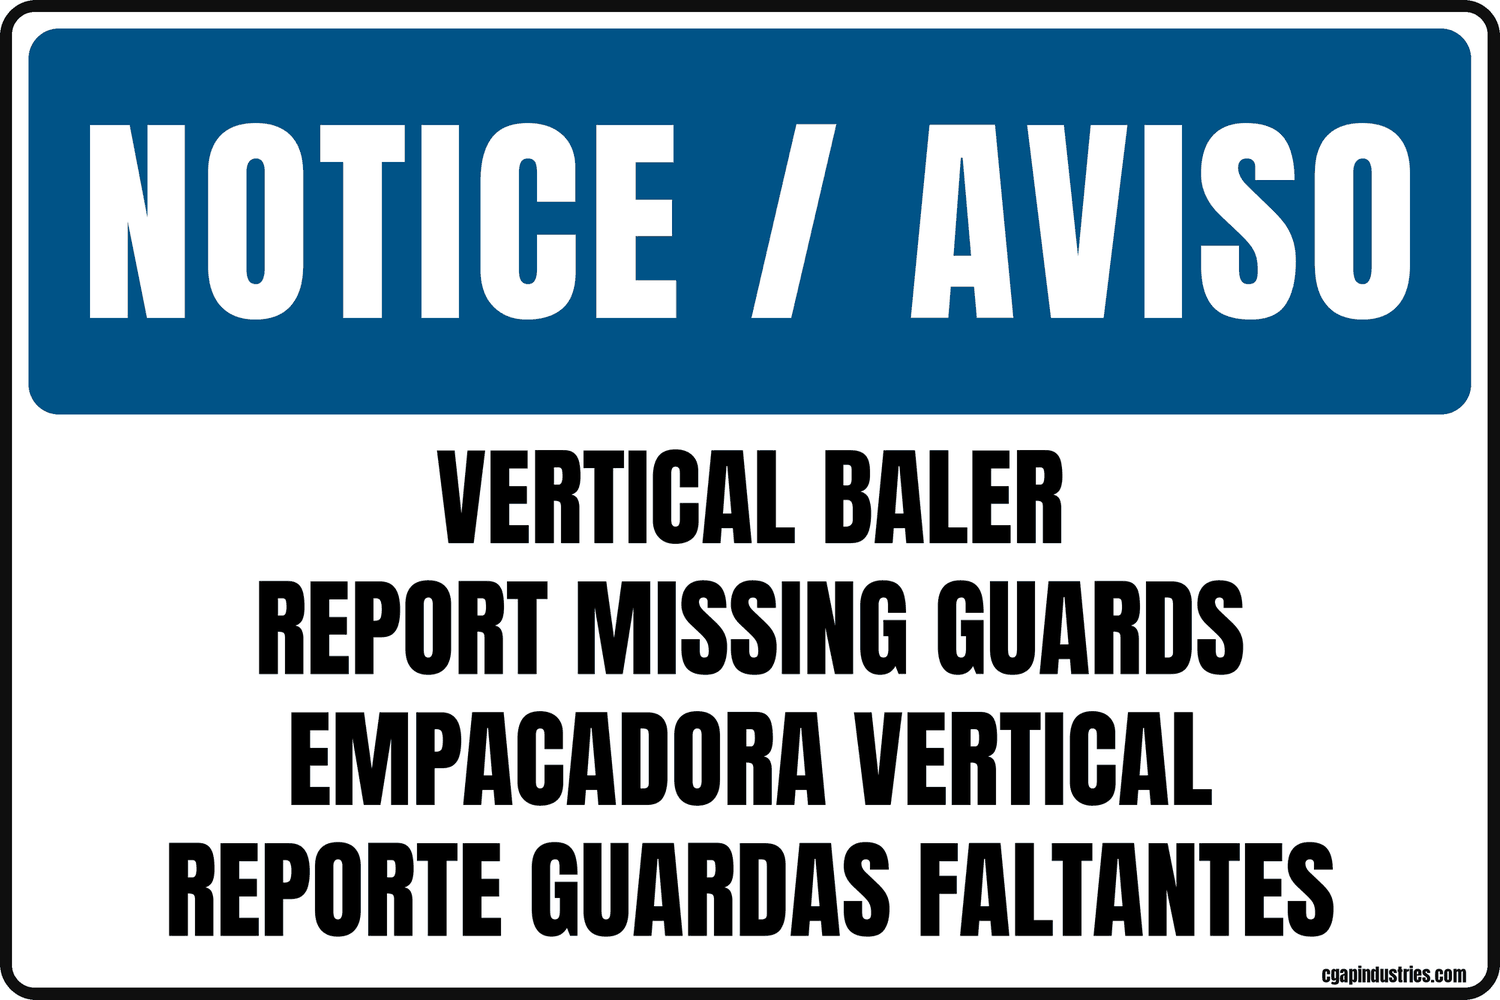 NOTICE / AVISO
VERTICAL BALER
REPORT MISSING GUARDS
EMPACADORA VERTICAL
REPORTE GUARDAS FALTANTES
cgapindustries.com